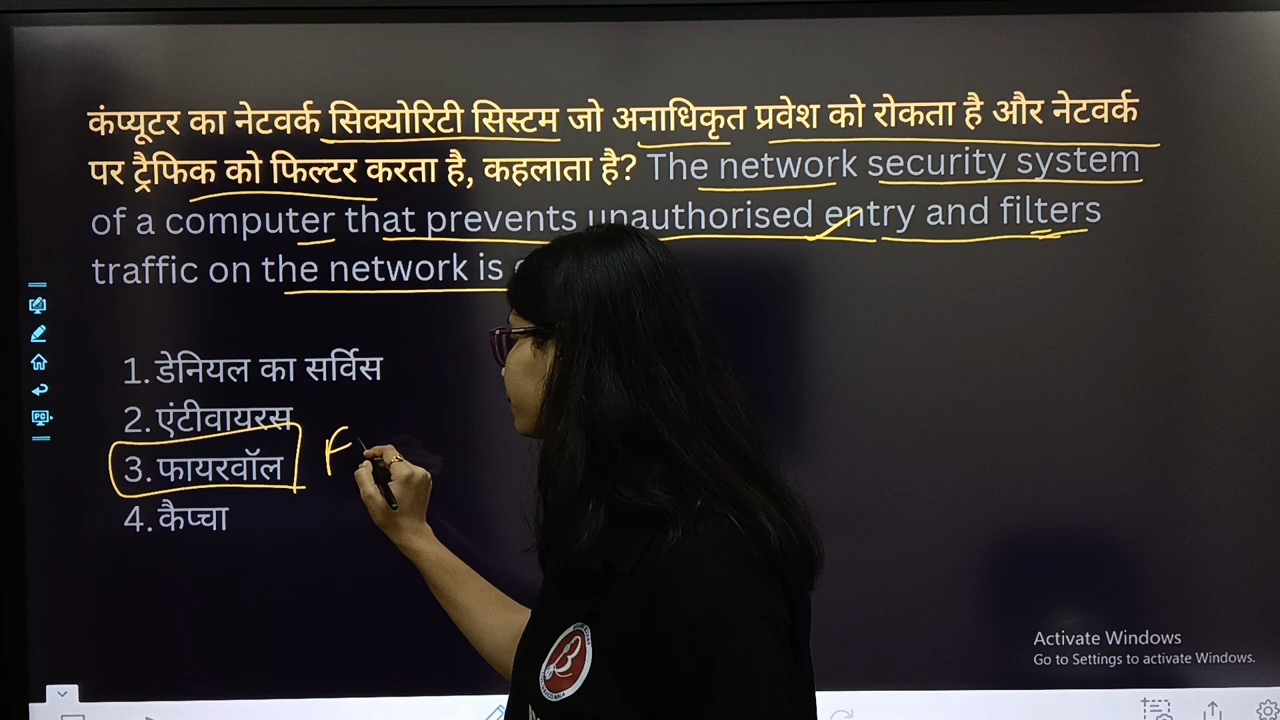 कंप्यूटर का नेटवर्क सिक्योरिटी सिस्टम जो अनाधिकृत प्रवेश को रोकता है और नेटवर्क
पर ट्रैफिक को फिल्टर करता है, कहलाता है? The network security system
of a computer that prevents unauthorised entry and filters
traffic on the network is
1. डेनियल का सर्विस
2. एंटीवायरस
3. फायरवॉल F
4. कैप्चा
PC
Activate Windows
Go to Settings to activate Windows.